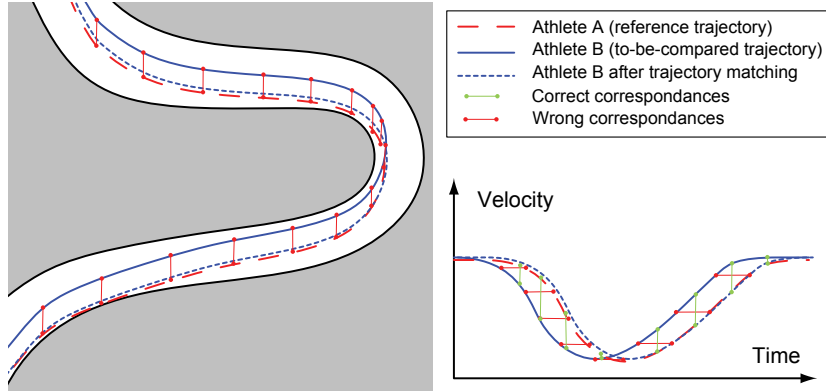 Athlete A (reference trajectory)
Athlete B (to-be-compared trajectory)
Athlete B after trajectory matching
Correct correspondances
Wrong correspondances
Velocity
Time